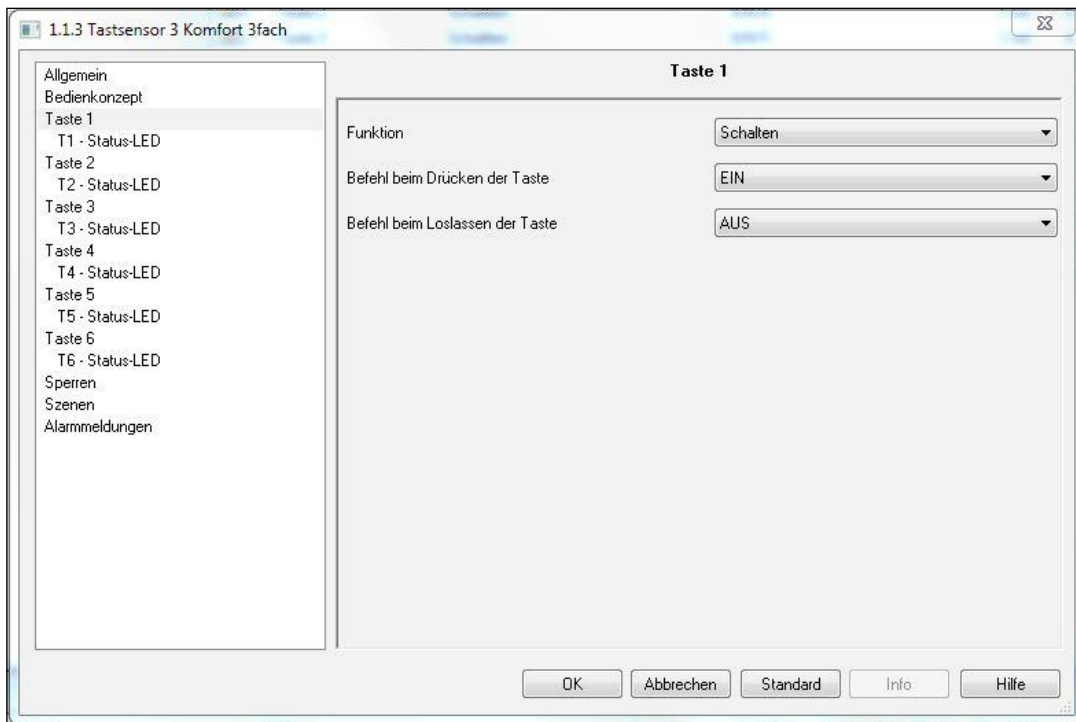 1.1.3 Tastsensor 3 Komfort 3fach
Allgemein
Bedienkonzept
Taste 1
T1 - Status-LED
Taste 2
T2 - Status-LED
Taste 3
T3 - Status-LED
Taste 4
T4 - Status-LED
Taste 5
T5 - Status-LED
Taste 6
T6 - Status-LED
Sperren
Szenen
Alarmmeldungen
Taste 1
Funktion Schalten
Befehl beim Drücken der Taste EIN
Befehl beim Loslassen der Taste AUS
OK Abbrechen Standard Info Hilfe